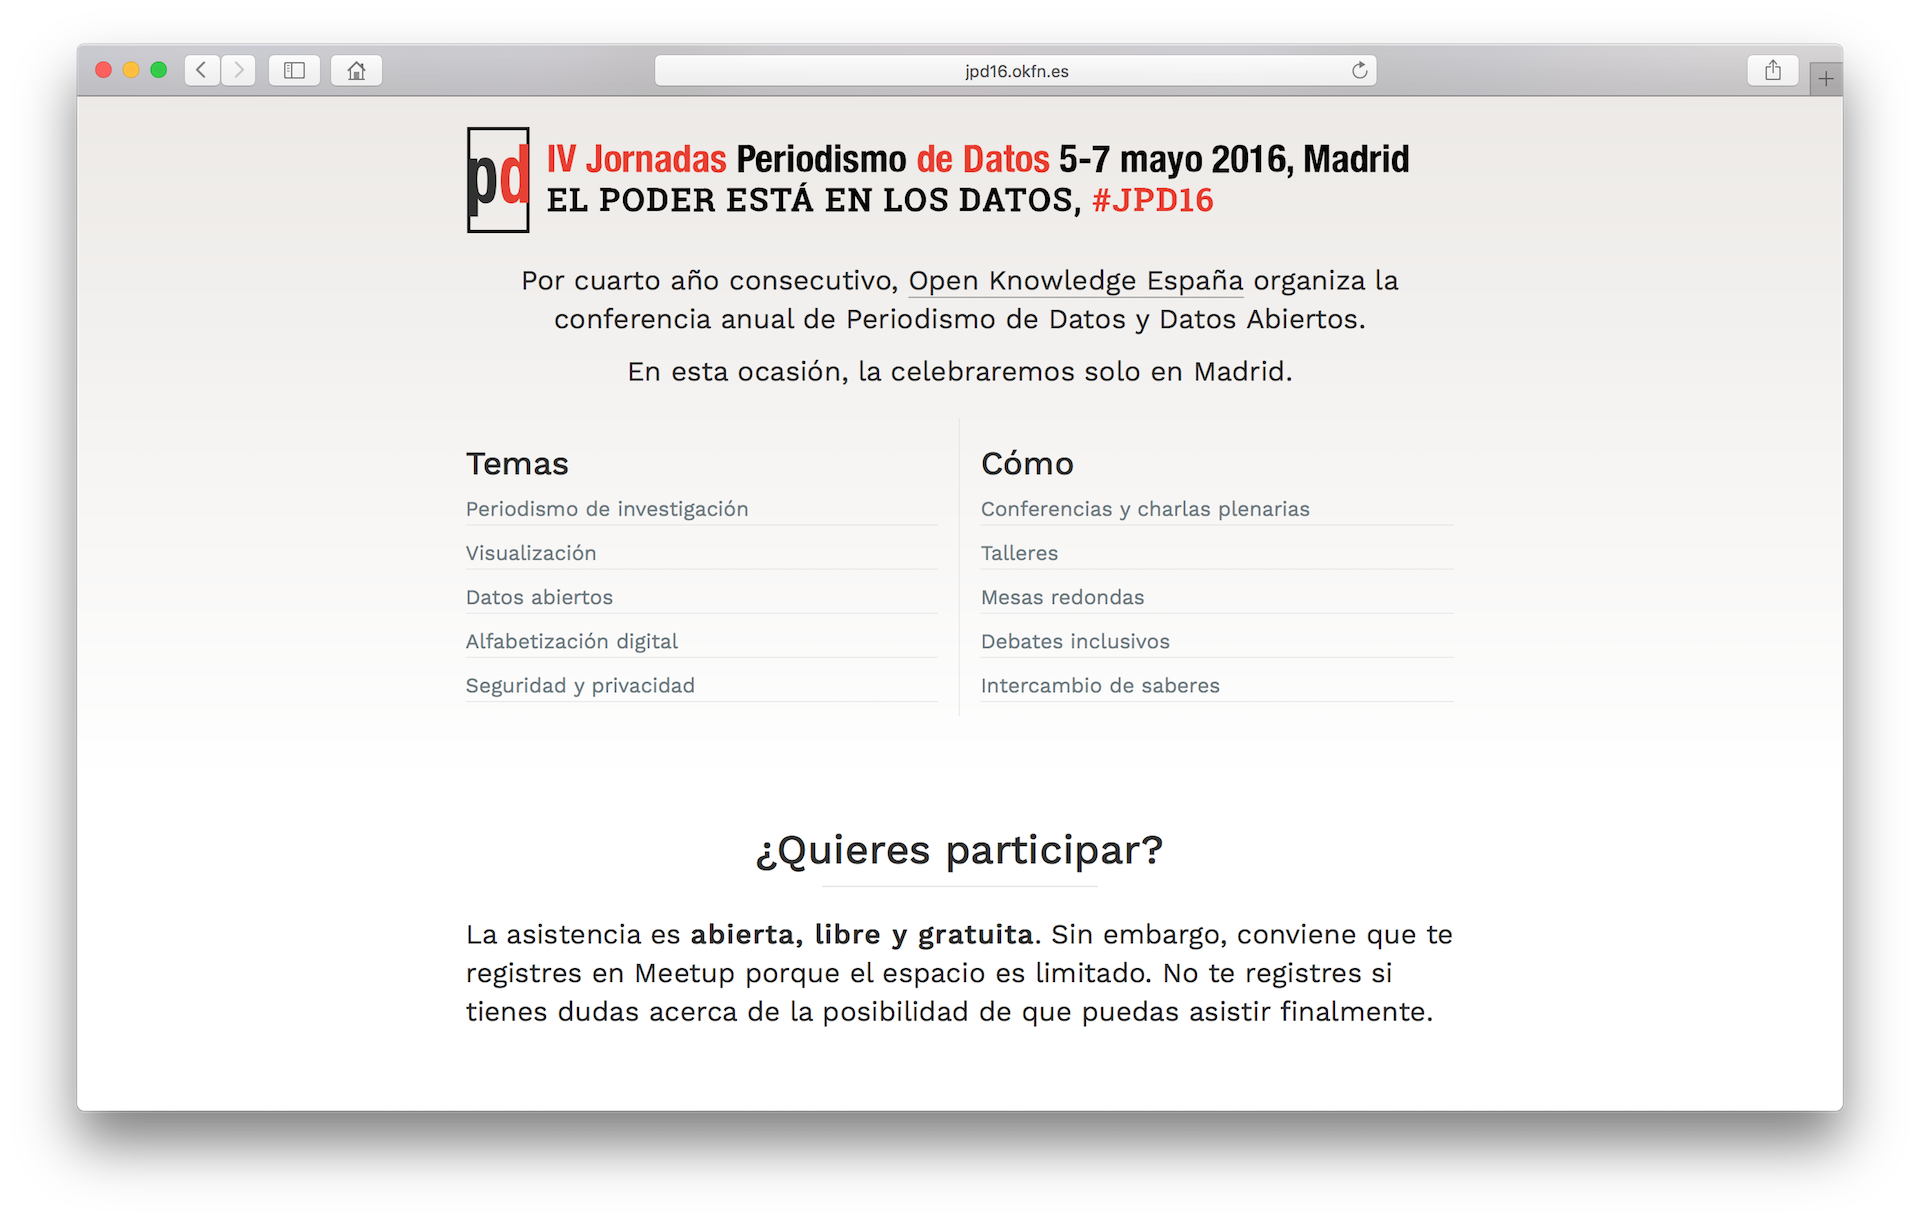 jpd16.okfn.es
pd
IV Jornadas Periodismo de Datos 5-7 mayo 2016, Madrid
EL PODER ESTÁ EN LOS DATOS, #JPD16
Por cuarto año consecutivo, Open Knowledge España organiza la
conferencia anual de Periodismo de Datos y Datos Abiertos.
En esta ocasión, la celebraremos solo en Madrid.
Temas
Periodismo de investigación
Visualización
Datos abiertos
Alfabetización digital
Seguridad y privacidad
Cómo
Conferencias y charlas plenarias
Talleres
Mesas redondas
Debates inclusivos
Intercambio de saberes
¿Quieres participar?
La asistencia es abierta, libre y gratuita. Sin embargo, conviene que te
registres en Meetup porque el espacio es limitado. No te registres si
tienes dudas acerca de la posibilidad de que puedas asistir finalmente.